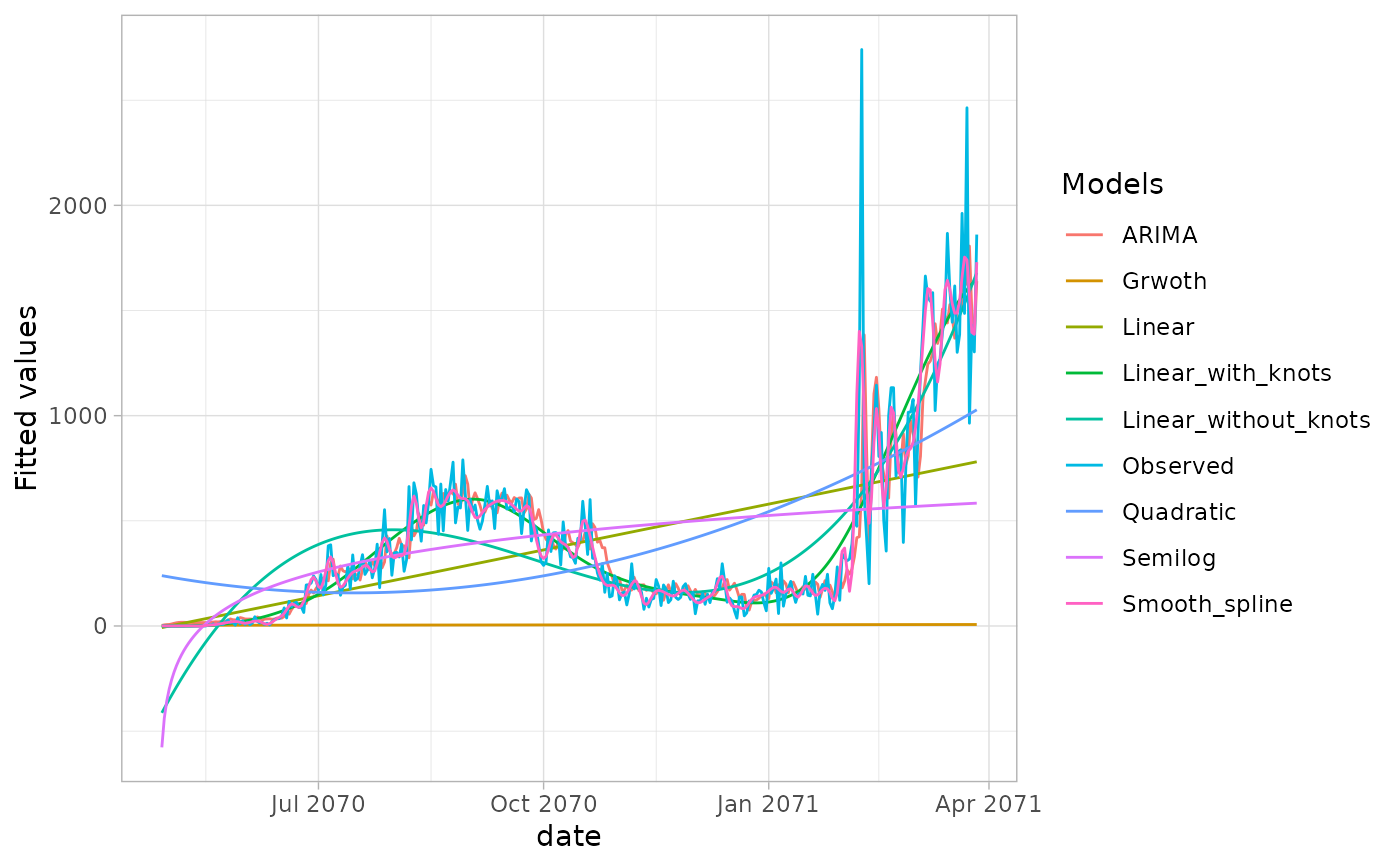 Fitted values
2000
1000
0
Jul 2070
Oct 2070
Jan 2071
Apr 2071
date
Models
ARIMA
Grwoth
Linear
Linear_with_knots
Linear_without_knots
Observed
Quadratic
Semilog
Smooth_spline